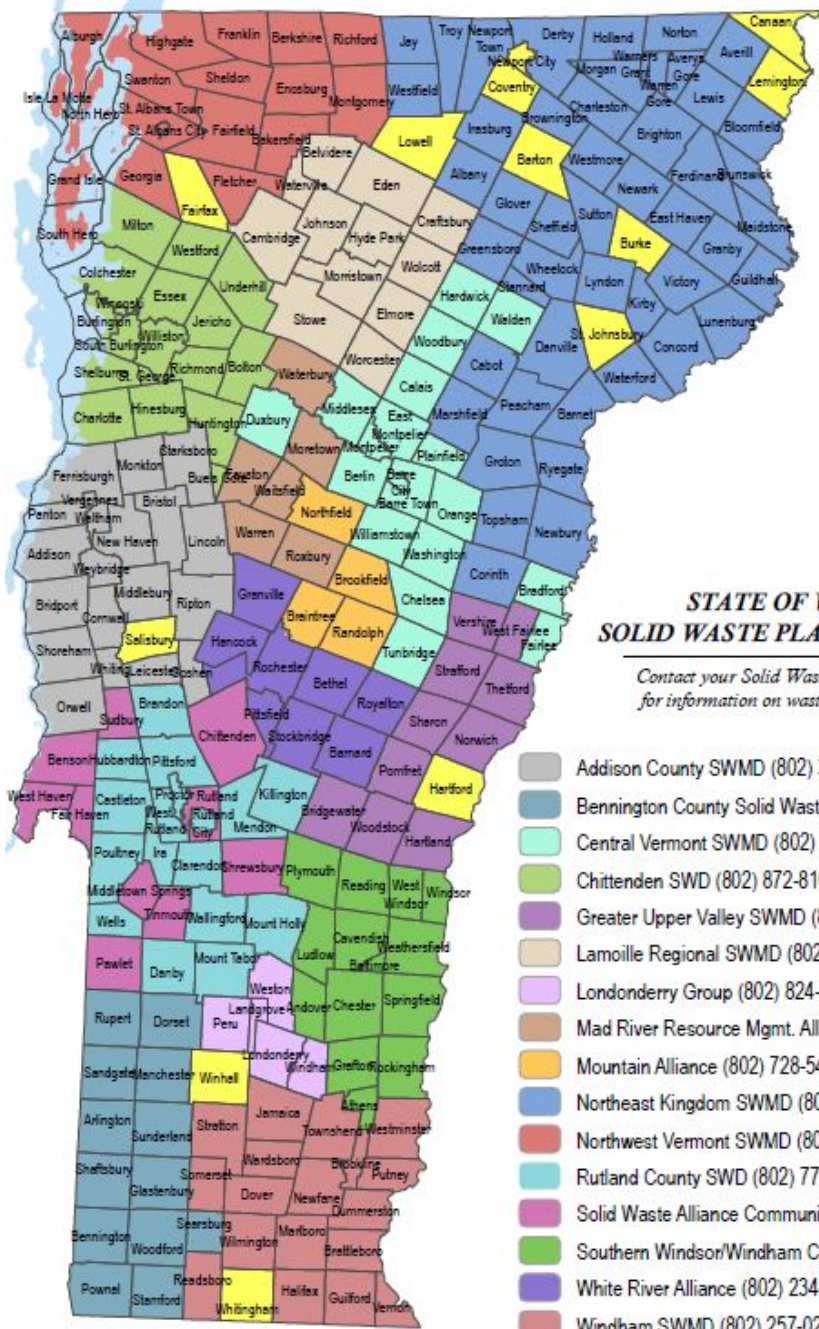 Alburgh
Highgate
Franklin
Berkshire
Richford
Jay
Troy
Newport Town
Derby
Holland
Norton
Canaan
Isle La Motte
Swanton
Sheldon
Enosburg
Montgomery
Westfield
Newport City
Coventry
Morgan
Warners Grant
Averys Gore
Warren Gore
Averill
Lemington
North Hero
St. Albans Town
St. Albans City
Fairfield
Bakersfield
Lowell
Irasburg
Brownington
Charleston
Brighton
Lewis
Bloomfield
Grand Isle
Georgia
Fairfax
Fletcher
Belvidere
Waterville
Eden
Albany
Barton
Westmore
Newark
Ferdinand
Brunswick
South Hero
Milton
Westford
Cambridge
Johnson
Hyde Park
Craftsbury
Glover
Sheffield
Sutton
Burke
East Haven
Granby
Maidstone
Colchester
Essex
Underhill
Morristown
Wolcott
Greensboro
Wheelock
Stannard
Lyndon
Kirby
Victory
Guildhall
Winooski
Burlington
Williston
Jericho
Stowe
Elmore
Hardwick
Walden
Danville
St. Johnsbury
Concord
Lunenburg
South Burlington
Shelburne
St. George
Richmond
Bolton
Waterbury
Worcester
Woodbury
Calais
Cabot
Waterford
Charlotte
Hinesburg
Huntington
Duxbury
Middlesex
East Montpelier
Montpelier
Marshfield
Peacham
Barnet
Ferrisburgh
Monkton
Starksboro
Buels Gore
Fayston
Moretown
Waitsfield
Berlin
Barre City
Barre Town
Plainfield
Groton
Ryegate
Panton
Vergennes
Waltham
Bristol
Northfield
Williamstown
Orange
Topsham
Newbury
Addison
New Haven
Weybridge
Lincoln
Warren
Roxbury
Brookfield
Washington
Corinth
Bradford
Bridport
Cornwall
Middlebury
Ripton
Granville
Braintree
Randolph
Chelsea
Vershire
West Fairlee
Fairlee
Shoreham
Salisbury
Whiting
Leicester
Goshen
Hancock
Rochester
Bethel
Tunbridge
Strafford
Thetford
Orwell
Sudbury
Brandon
Chittenden
Pittsfield
Stockbridge
Royalton
Barnard
Sharon
Norwich
Benson
Hubbardton
Pittsford
Killington
Pomfret
Hartford
West Haven
Fair Haven
Castleton
Proctor
West Rutland
Rutland
Rutland City
Mendon
Bridgewater
Woodstock
Hartland
Poultney
Ira
Clarendon
Shrewsbury
Plymouth
Reading
West Windsor
Windsor
Middletown Springs
Tinmouth
Wallingford
Mount Holly
Wells
Ludlow
Cavendish
Baltimore
Weathersfield
Pawlet
Danby
Mount Tabor
Weston
Landgrove
Andover
Chester
Springfield
Rupert
Dorset
Peru
Londonderry
Windham
Grafton
Rockingham
Sandgate
Manchester
Winhall
Athens
Arlington
Sunderland
Stratton
Jamaica
Townshend
Westminster
Shaftsbury
Glastenbury
Somerset
Wardsboro
Dover
Newfane
Brookline
Putney
Dummerston
Bennington
Woodford
Searsburg
Wilmington
Marlboro
Brattleboro
Pownal
Stamford
Readsboro
Whitingham
Halifax
Guilford
Vernon
STATE OF
SOLID WASTE PLA
Contact your Solid Was
for information on wast
Addison County SWMD (802)
Bennington County Solid Wast
Central Vermont SWMD (802)
Chittenden SWD (802) 872-81
Greater Upper Valley SWMD (
Lamoille Regional SWMD (802
Londonderry Group (802) 824-
Mad River Resource Mgmt. All
Mountain Alliance (802) 728-54
Northeast Kingdom SWMD (80
Northwest Vermont SWMD (80
Rutland County SWD (802) 77
Solid Waste Alliance Communi
Southern Windsor/Windham C
White River Alliance (802) 234
Windham SWMD (802) 257-02